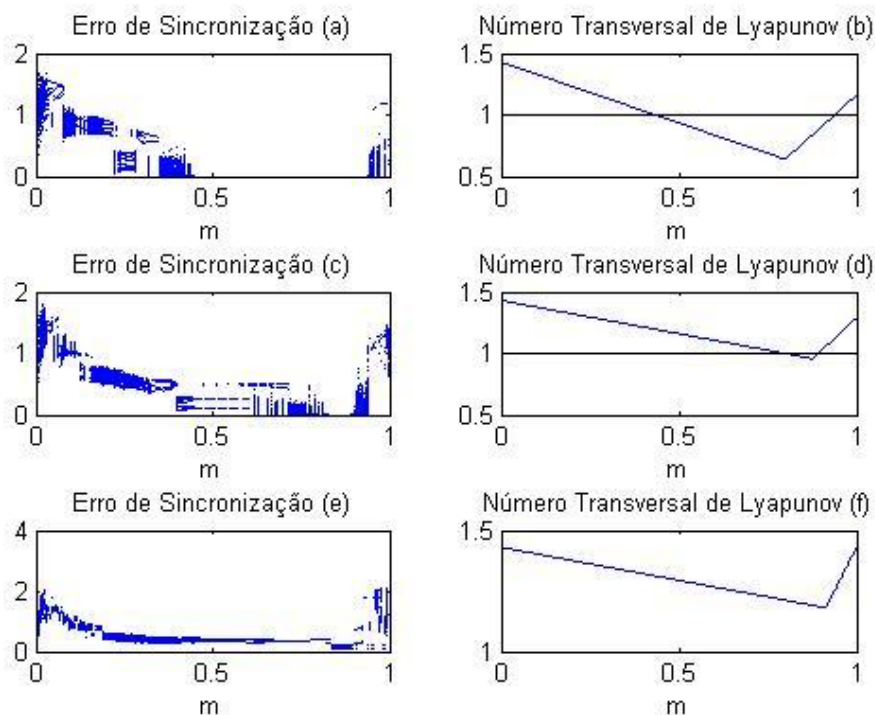 Erro de Sincronização (a)
2
1
0
0
0.5
1
m
Número Transversal de Lyapunov (b)
1.5
1
0.5
0
0.5
1
m
Erro de Sincronização (c)
2
1
0
0
0.5
1
m
Número Transversal de Lyapunov (d)
1.5
1
0.5
0
0.5
1
m
Erro de Sincronização (e)
4
2
0
0
0.5
1
m
Número Transversal de Lyapunov (f)
1.5
1
0
0.5
1
m